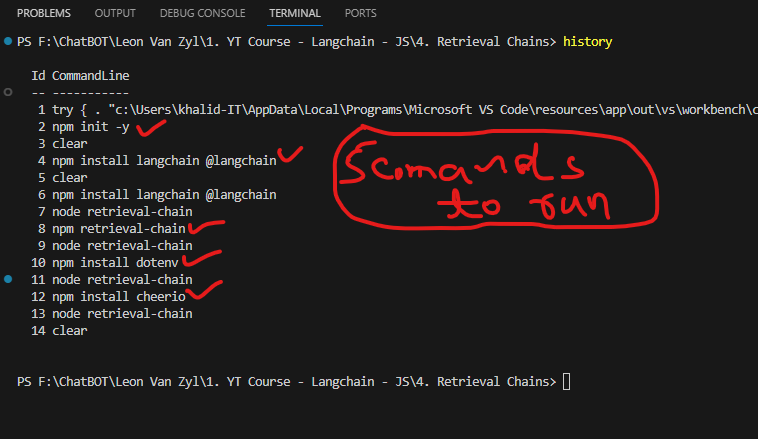 PROBLEMS OUTPUT DEBUG CONSOLE TERMINAL PORTS
PS F:\ChatBOT\Leon Van Zyl\1. YT Course - Langchain - JS\4. Retrieval Chains> history
Id CommandLine
-- -----------
1 try { . "c:\Users\khalid-IT\AppData\Local\Programs\Microsoft VS Code\resources\app\out\vs\workbench\c
2 npm init -y
3 clear
4 npm install langchain @langchain
5 clear
6 npm install langchain @langchain
7 node retrieval-chain
8 npm retrieval-chain
9 node retrieval-chain
10 npm install dotenv
11 node retrieval-chain
12 npm install cheerio
13 node retrieval-chain
14 clear
5 comands
to run
PS F:\ChatBOT\Leon Van Zyl\1. YT Course - Langchain - JS\4. Retrieval Chains>